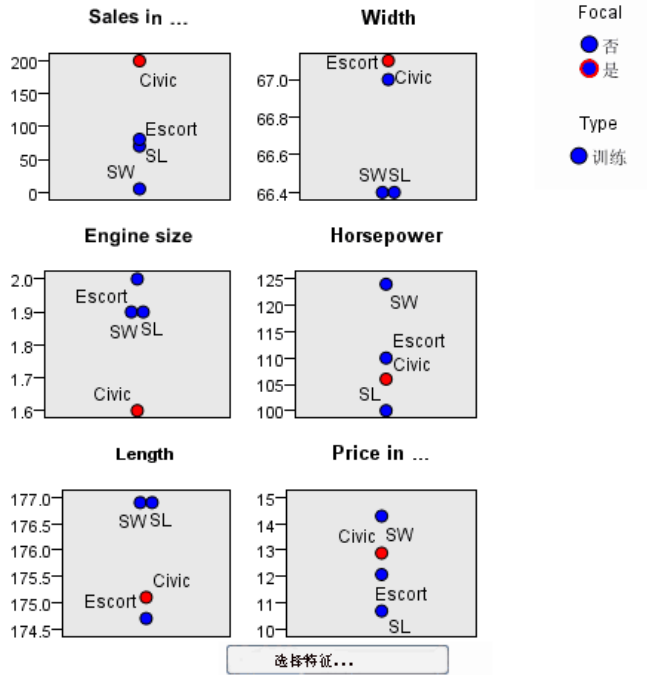 Sales in ...
200
150
100
50
0
Civic
Escort
SL
SW
Width
67.0
66.8
66.6
66.4
Escort
Civic
SW SL
Focal
否
是
Type
训练
Engine size
2.0
1.9
1.8
1.7
1.6
Escort
SW SL
Civic
Horsepower
125
120
115
110
105
100
SW
Escort
Civic
SL
Length
177.0
176.5
176.0
175.5
175.0
174.5
SW SL
Civic
Escort
Price in ...
15
14
13
12
11
10
Civic SW
Escort
SL
选择特征...